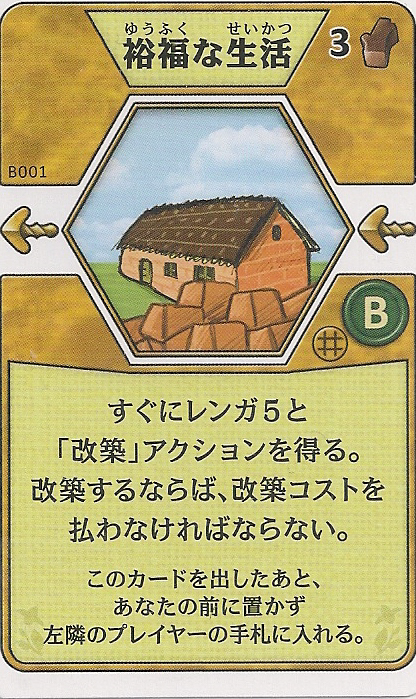 ゆうふく せいかつ
裕福な生活
3
B001
B
すぐにレンガ５と
「改築」アクションを得る。
改築するならば、改築コストを
払わなければならない。
このカードを出したあと、
あなたの前に置かず
左隣のプレイヤーの手札に入れる。